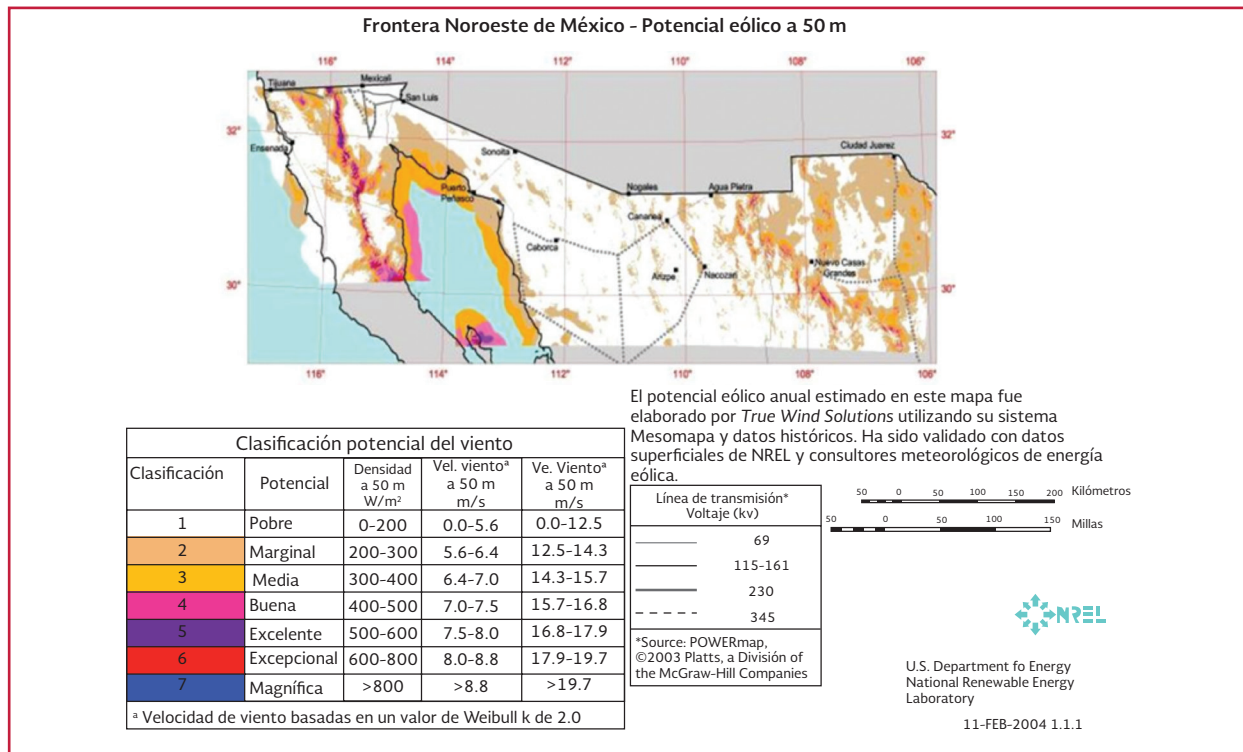 Frontera Noroeste de México - Potencial eólico a 50 m
116° 114° 112° 110° 108° 106°
Tijuana
Mexicali
San Luis
32° 32°
Ensenada
Sonoita
Ciudad Juarez
Puerto
Peñasco
Nogales
Agua Pietra
Cananea
Caborca
Arizpe
Nacozari
Nuevo Casas
Grandes
30° 30°
116° 114° 112° 110° 108° 106°
El potencial eólico anual estimado en este mapa fue
elaborado por True Wind Solutions utilizando su sistema
Mesomapa y datos históricos. Ha sido validado con datos
superficiales de NREL y consultores meteorológicos de energía
eólica.
Clasificación potencial del viento
Clasificación Potencial Densidad a 50 m W/m² Vel. vientoᵃ a 50 m m/s Ve. Vientoᵃ a 50 m m/s
1 Pobre 0-200 0.0-5.6 0.0-12.5
2 Marginal 200-300 5.6-6.4 12.5-14.3
3 Media 300-400 6.4-7.0 14.3-15.7
4 Buena 400-500 7.0-7.5 15.7-16.8
5 Excelente 500-600 7.5-8.0 16.8-17.9
6 Excepcional 600-800 8.0-8.8 17.9-19.7
7 Magnífica >800 >8.8 >19.7
ᵃ Velocidad de viento basadas en un valor de Weibull k de 2.0
Línea de transmisión*
Voltaje (kv)
69
115-161
230
345
*Source: POWERmap,
©2003 Platts, a División of
the McGraw-Hill Companies
50 0 50 100 150 200 Kilómetros
50 0 50 100 150 Millas
NREL
U.S. Department fo Energy
National Renewable Energy
Laboratory
11-FEB-2004 1.1.1